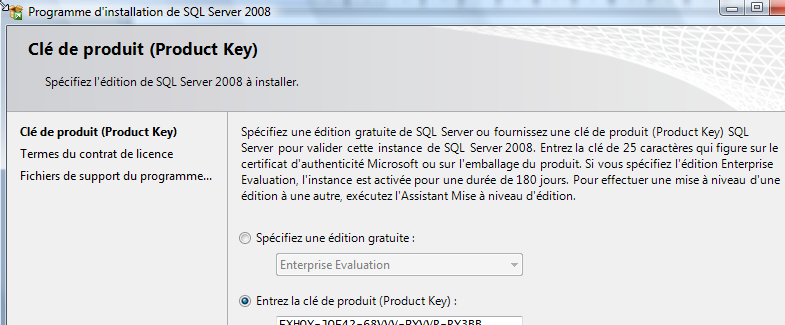 Programme d'installation de SQL Server 2008
Clé de produit (Product Key)
Spécifiez l'édition de SQL Server 2008 à installer.
Clé de produit (Product Key)
Termes du contrat de licence
Fichiers de support du programme...
Spécifiez une édition gratuite de SQL Server ou fournissez une clé de produit (Product Key) SQL
Server pour valider cette instance de SQL Server 2008. Entrez la clé de 25 caractères qui figure sur le
certificat d'authenticité Microsoft ou sur l'emballage du produit. Si vous spécifiez l'édition Enterprise
Evaluation, l'instance est activée pour une durée de 180 jours. Pour effectuer une mise à niveau d'une
édition à une autre, exécutez l'Assistant Mise à niveau d'édition.
Spécifiez une édition gratuite :
Enterprise Evaluation
Entrez la clé de produit (Product Key) :